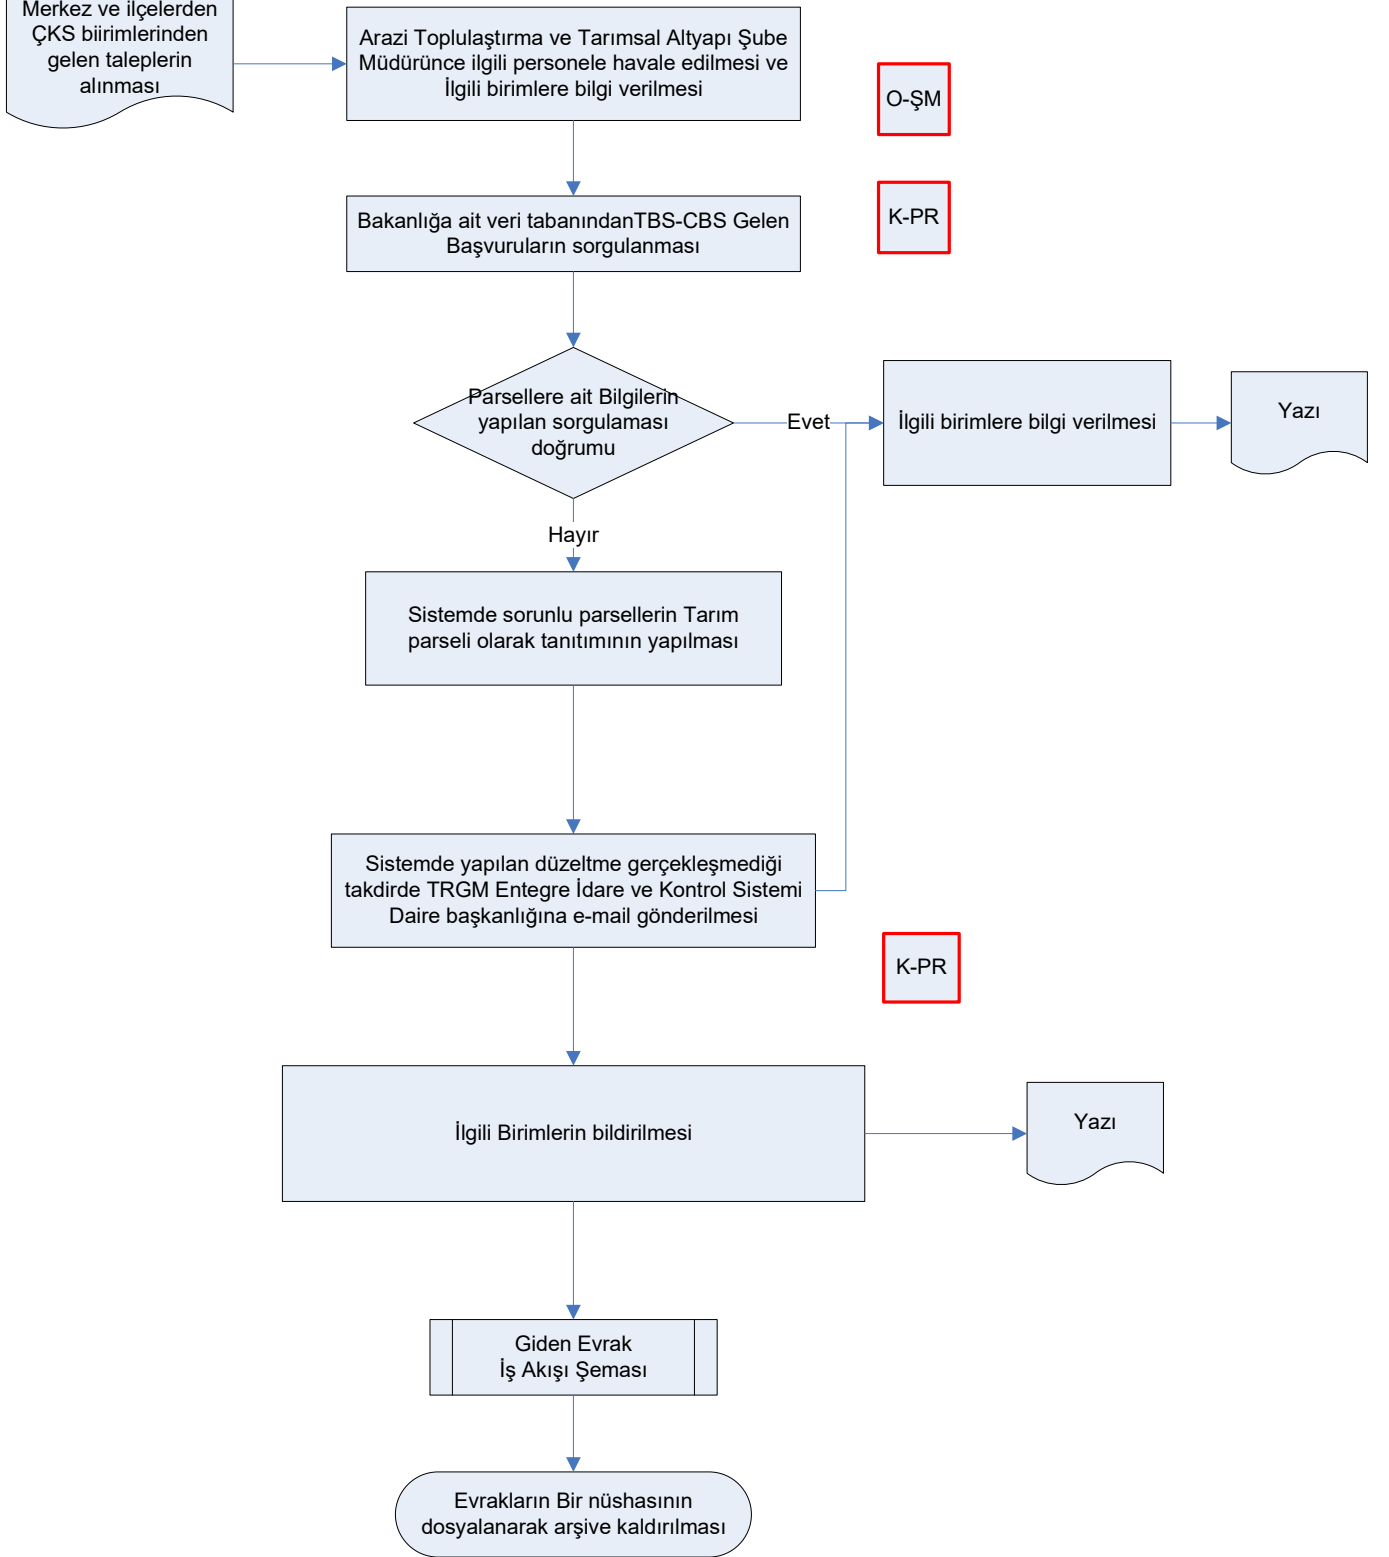 Merkez ve ilçelerden
ÇKS biirimlerinden
gelen taleplerin
alınması
Arazi Toplulaştırma ve Tarımsal Altyapı Şube
Müdürünce ilgili personele havale edilmesi ve
İlgili birimlere bilgi verilmesi
O-ŞM
Bakanlığa ait veri tabanındanTBS-CBS Gelen
Başvuruların sorgulanması
K-PR
Parsellere ait Bilgilerin
yapılan sorgulaması
doğrumu
Evet
İlgili birimlere bilgi verilmesi
Yazı
Hayır
Sistemde sorunlu parsellerin Tarım
parseli olarak tanıtımının yapılması
Sistemde yapılan düzeltme gerçekleşmediği
takdirde TRGM Entegre İdare ve Kontrol Sistemi
Daire başkanlığına e-mail gönderilmesi
K-PR
İlgili Birimlerin bildirilmesi
Yazı
Giden Evrak
İş Akışı Şeması
Evrakların Bir nüshasının
dosyalanarak arşive kaldırılması